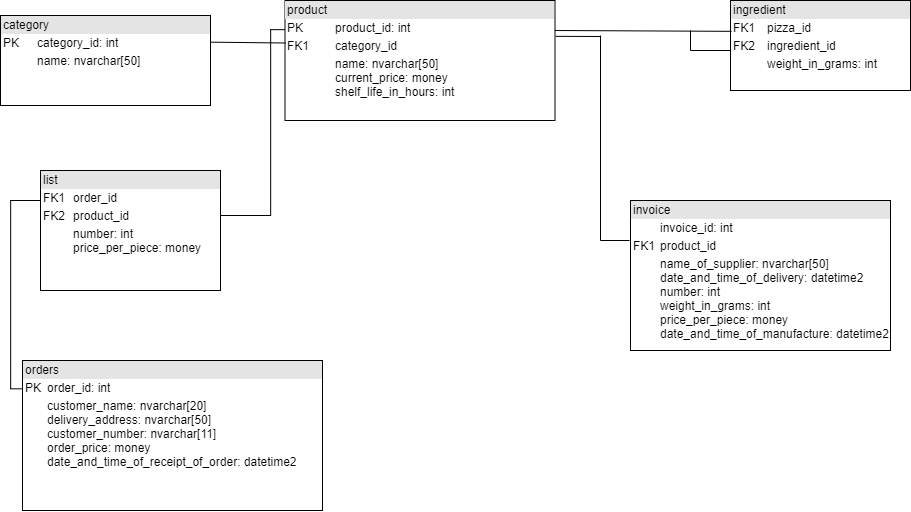 category
PK category_id: int
name: nvarchar[50]
product
PK product_id: int
FK1 category_id
name: nvarchar[50]
current_price: money
shelf_life_in_hours: int
ingredient
FK1 pizza_id
FK2 ingredient_id
weight_in_grams: int
list
FK1 order_id
FK2 product_id
number: int
price_per_piece: money
invoice
invoice_id: int
FK1 product_id
name_of_supplier: nvarchar[50]
date_and_time_of_delivery: datetime2
number: int
weight_in_grams: int
price_per_piece: money
date_and_time_of_manufacture: datetime2
orders
PK order_id: int
customer_name: nvarchar[20]
delivery_address: nvarchar[50]
customer_number: nvarchar[11]
order_price: money
date_and_time_of_receipt_of_order: datetime2